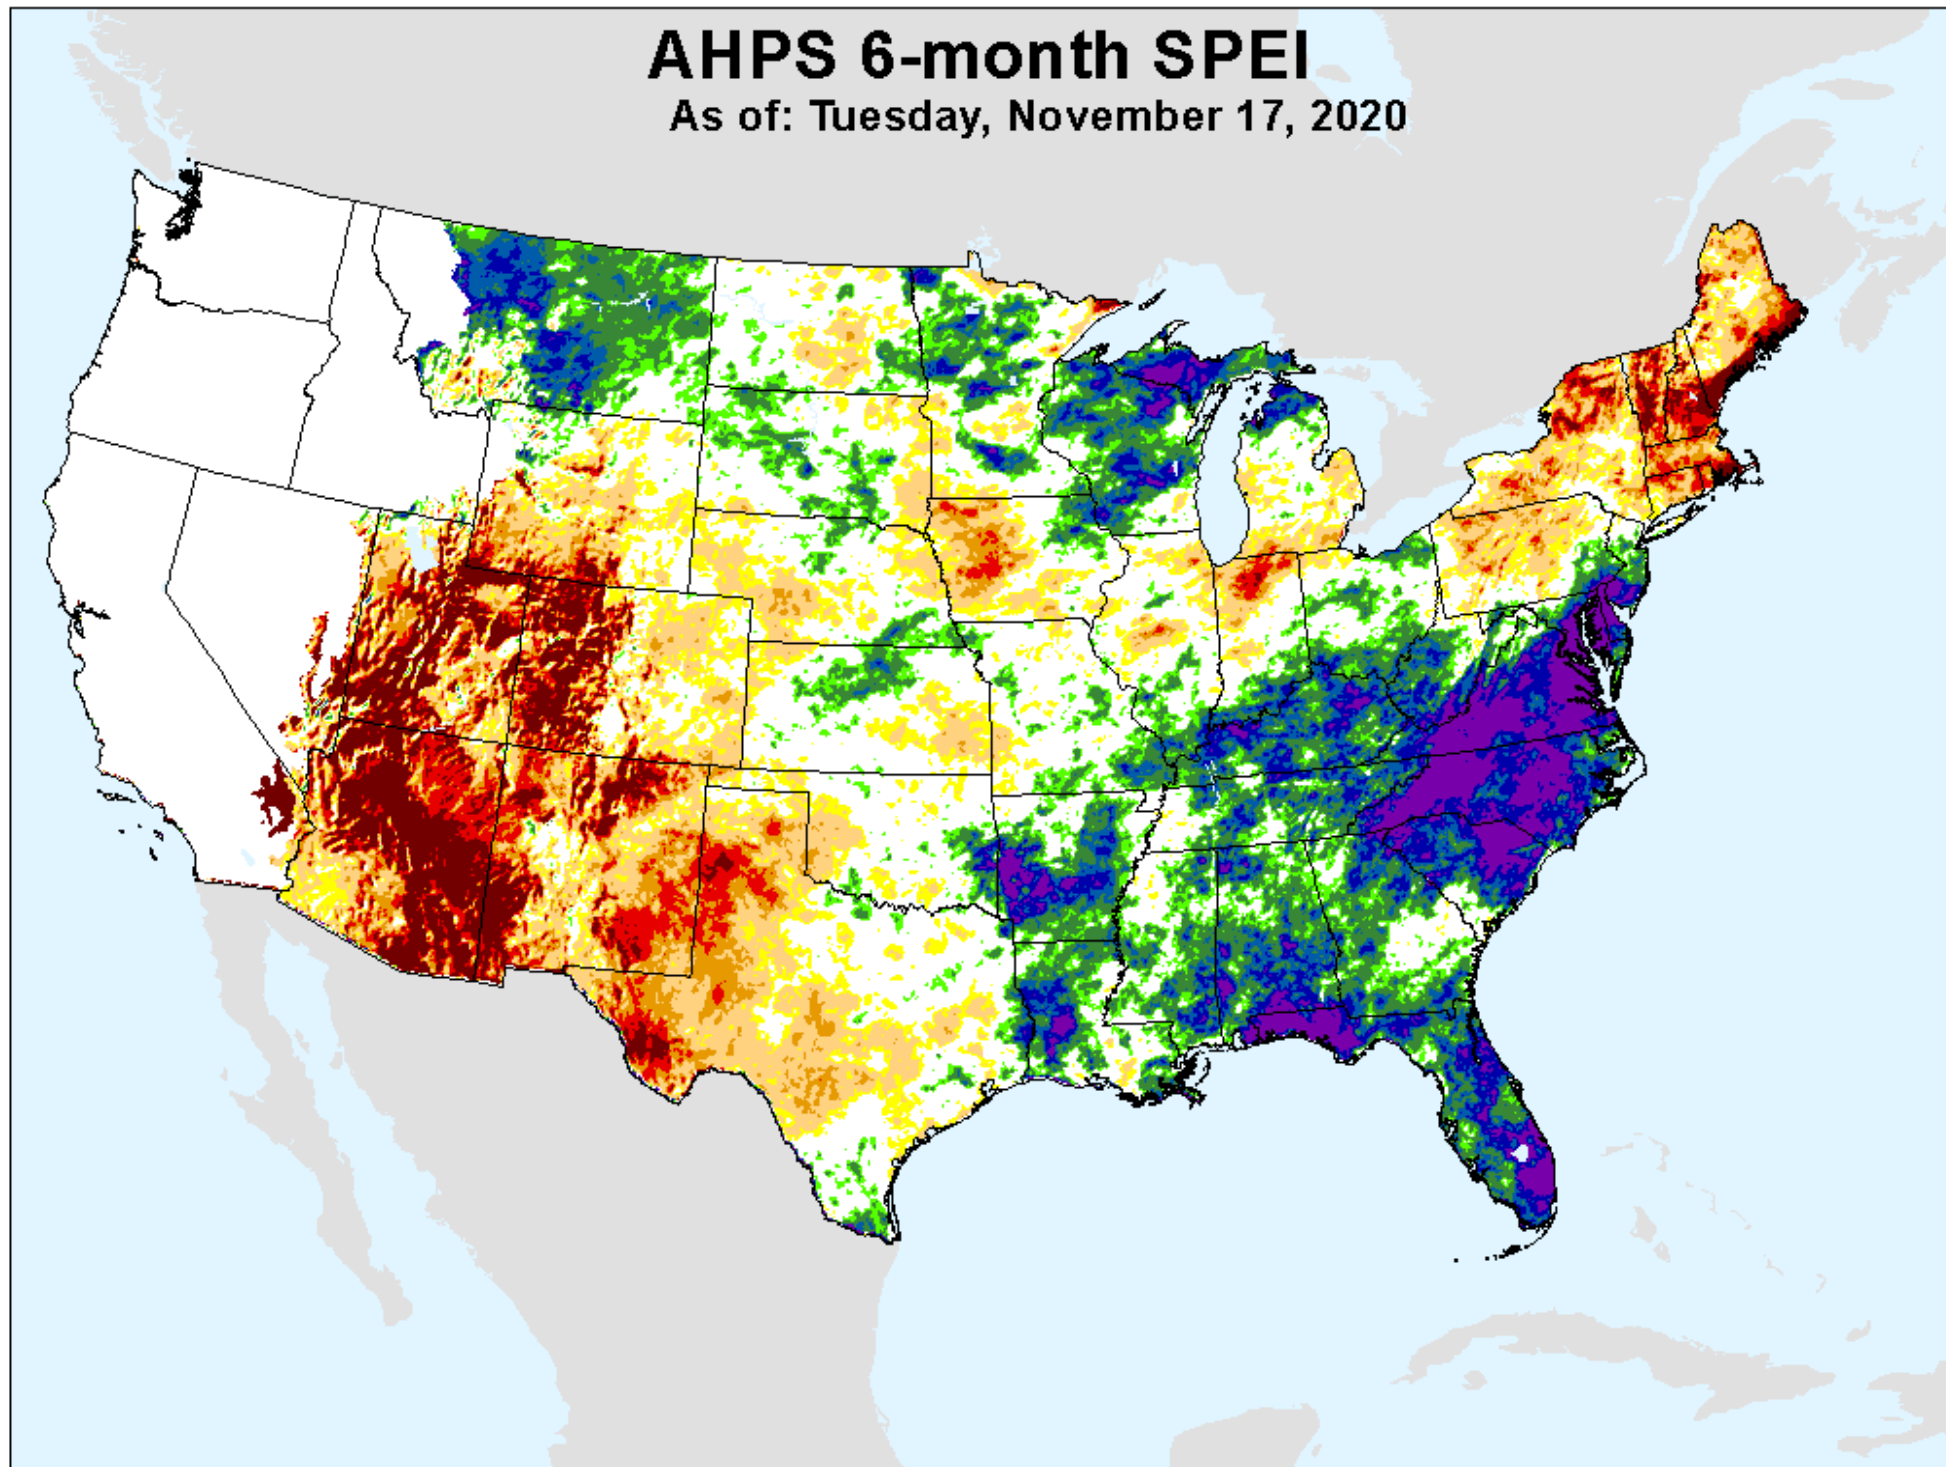 AHPS 6-month SPEI
As of: Tuesday, November 17, 2020